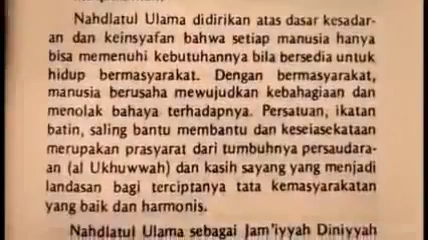 Nahdlatul Ulama didirikan atas dasar kesadar-
an dan keinsyafan bahwa setiap manusia hanya
bisa memenuhi kebutuhannya bila bersedia untuk
hidup bermasyarakat. Dengan bermasyarakat,
manusia berusaha mewujudkan kebahagiaan dan
menolak bahaya terhadapnya. Persatuan, ikatan
batin, saling bantu membantu dan keseiasekataan
merupakan prasyarat dari tumbuhnya persaudara-
an (al Ukhuwwah) dan kasih sayang yang menjadi
landasan bagi terciptanya tata kemasyarakatan
yang baik dan harmonis.
Nahdlatul Ulama sebagai Jam'iyyah Diniyyah